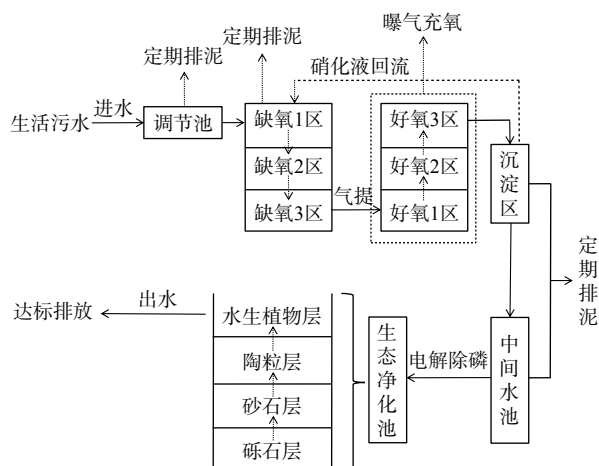 曝气充氧
定期排泥
定期排泥
硝化液回流
生活污水
进水
调节池
缺氧1区
缺氧2区
缺氧3区
气提
好氧3区
好氧2区
好氧1区
沉淀区
定期排泥
达标排放
出水
水生植物层
陶粒层
砂石层
砾石层
生态净化池
电解除磷
中间水池